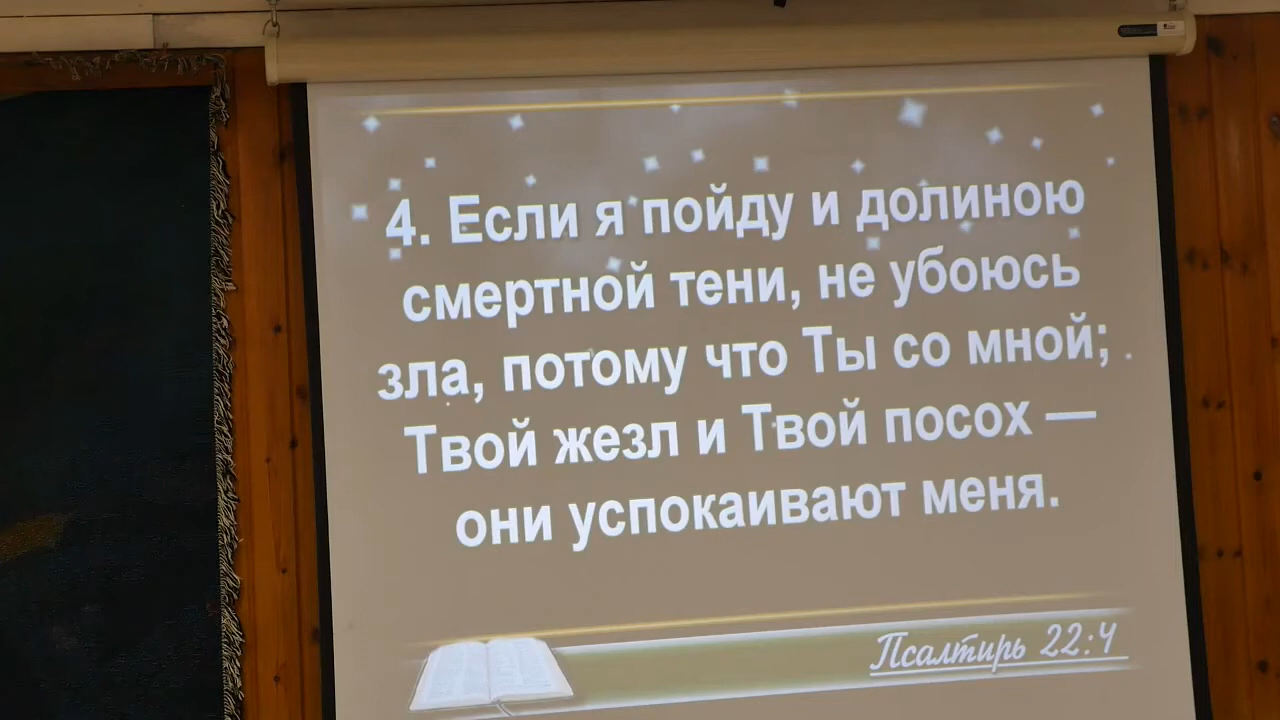 4. Если я пойду и долиною
смертной тени, не убоюсь
зла, потому что Ты со мной;
Твой жезл и Твой посох —
они успокаивают меня.
Псалтирь 22:4